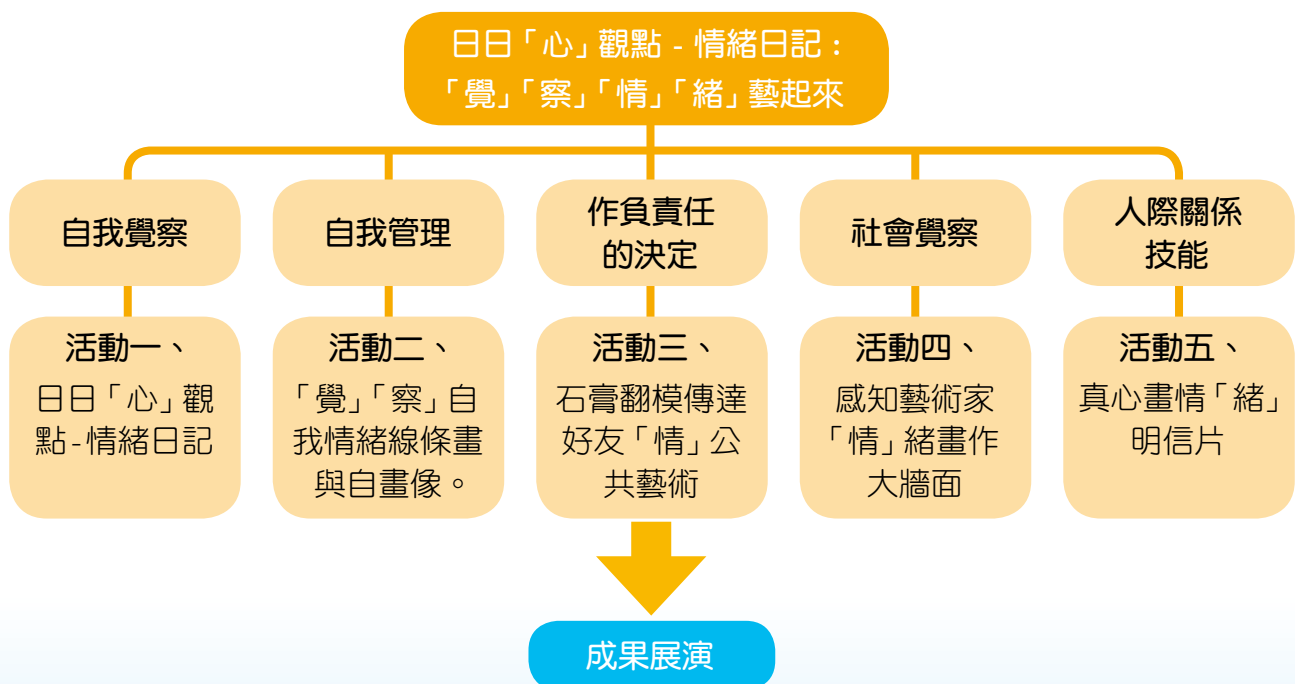 日日「心」觀點 - 情緒日記：
「覺」「察」「情」「緒」藝起來
自我覺察
自我管理
作負責任
的決定
社會覺察
人際關係
技能
活動一、
日日「心」觀
點-情緒日記
活動二、
「覺」「察」自
我情緒線條畫
與自畫像。
活動三、
石膏翻模傳達
好友「情」公
共藝術
活動四、
感知藝術家
「情」緒畫作
大牆面
活動五、
真心畫情「緒」
明信片
成果展演